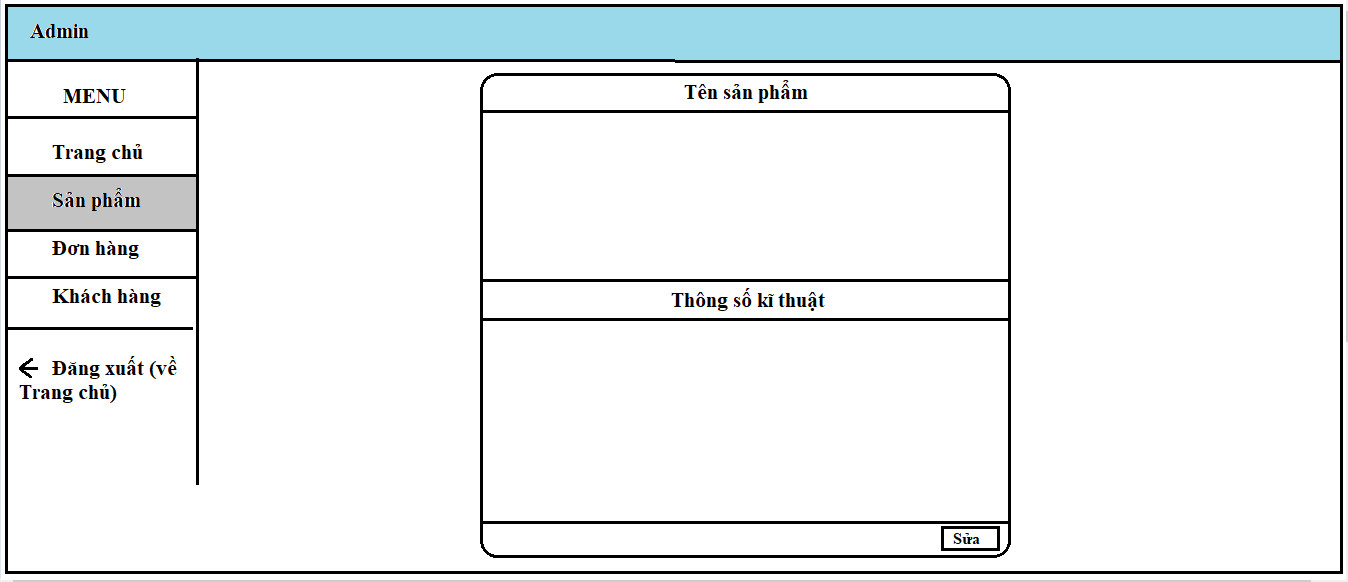 Admin
MENU
Trang chủ
Sản phẩm
Đơn hàng
Khách hàng
Đăng xuất (về
Trang chủ)
Tên sản phẩm
Thông số kĩ thuật
Sửa